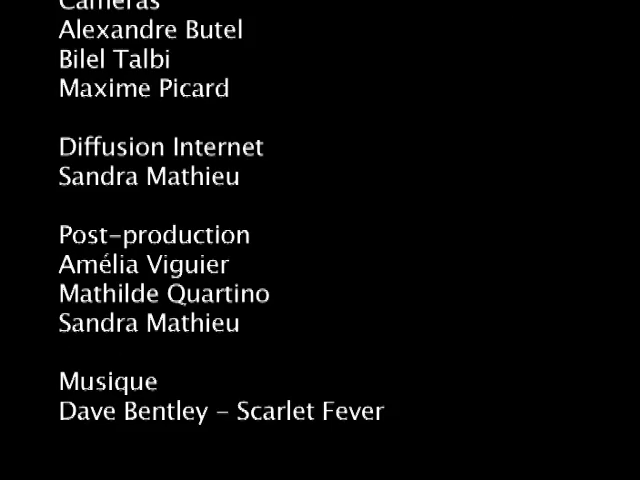 Caméras
Alexandre Butel
Bilel Talbi
Maxime Picard
Diffusion Internet
Sandra Mathieu
Post-production
Amélia Viguier
Mathilde Quartino
Sandra Mathieu
Musique
Dave Bentley - Scarlet Fever